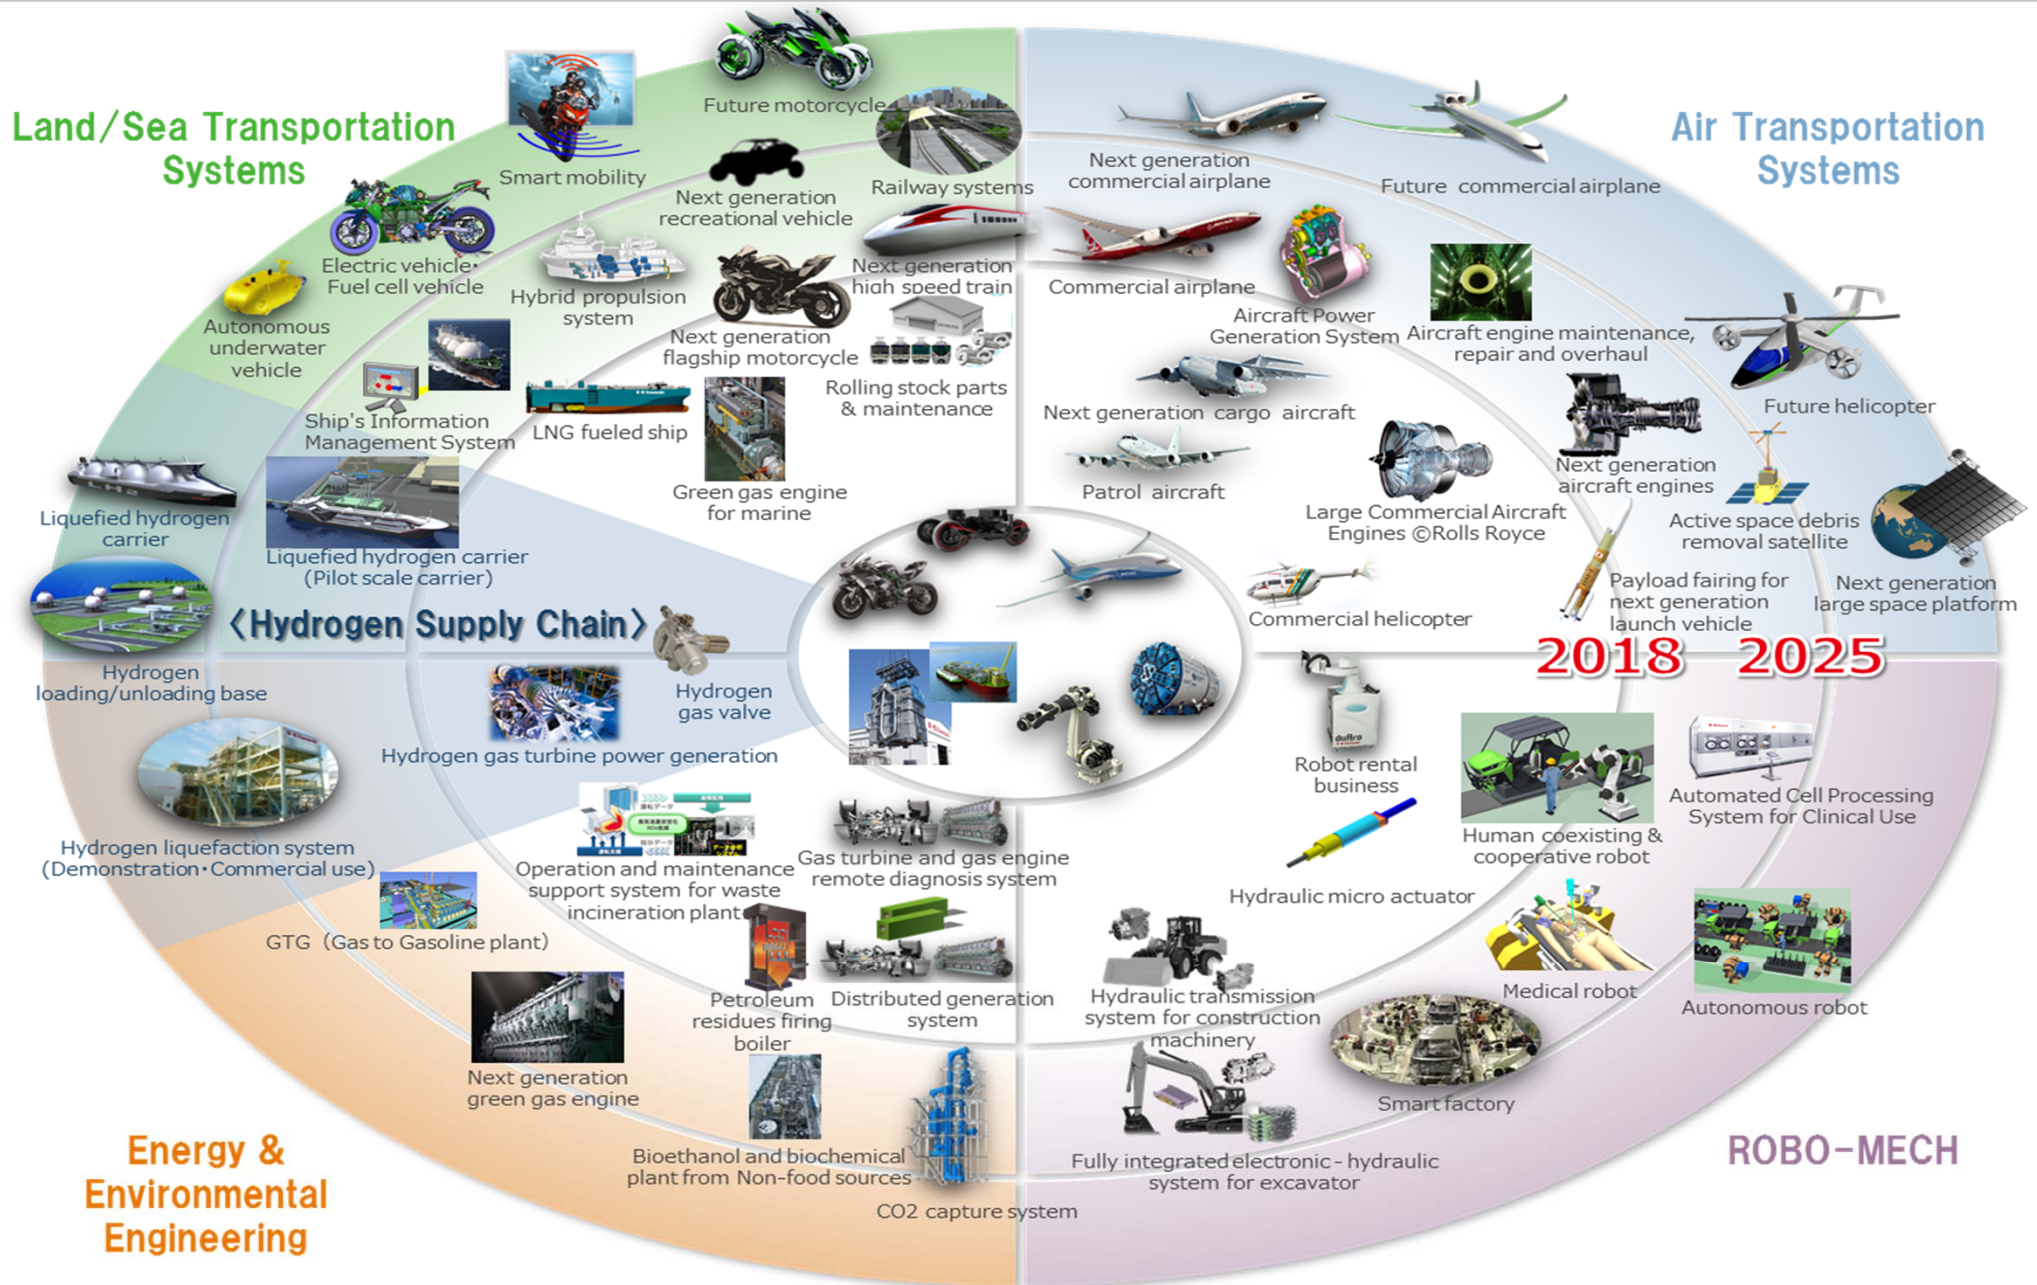 Land/Sea Transportation
Systems
Future motorcycle
Smart mobility
Next generation
recreational vehicle
Railway systems
Electric vehicle・
Fuel cell vehicle
Hybrid propulsion
system
Next generation
high speed train
Autonomous
underwater
vehicle
Next generation
flagship motorcycle
Rolling stock parts
& maintenance
Ship's Information
Management System
LNG fueled ship
Green gas engine
for marine
Air Transportation
Systems
Next generation
commercial airplane
Future commercial airplane
Commercial airplane
Aircraft Power
Generation System
Aircraft engine maintenance,
repair and overhaul
Future helicopter
Next generation cargo aircraft
Patrol aircraft
Large Commercial Aircraft
Engines ©Rolls Royce
Next generation
aircraft engines
Active space debris
removal satellite
Commercial helicopter
Payload fairing for
next generation
launch vehicle
Next generation
large space platform
2018
2025
Liquefied hydrogen
carrier
LH2
Liquefied hydrogen carrier
(Pilot scale carrier)
〈Hydrogen Supply Chain〉
Hydrogen
loading/unloading base
Hydrogen
gas valve
Hydrogen gas turbine power generation
Hydrogen liquefaction system
(Demonstration・Commercial use)
Operation and maintenance
support system for waste
incineration plant
運転データ
Gas turbine and gas engine
remote diagnosis system
GTG (Gas to Gasoline plant)
Petroleum
residues firing
boiler
Distributed generation
system
Next generation
green gas engine
Bioethanol and biochemical
plant from Non-food sources
CO2 capture system
Energy &
Environmental
Engineering
duAro
Robot rental
business
Human coexisting &
cooperative robot
Automated Cell Processing
System for Clinical Use
Hydraulic micro actuator
Medical robot
Autonomous robot
Hydraulic transmission
system for construction
machinery
Smart factory
Fully integrated electronic - hydraulic
system for excavator
ROBO-MECH